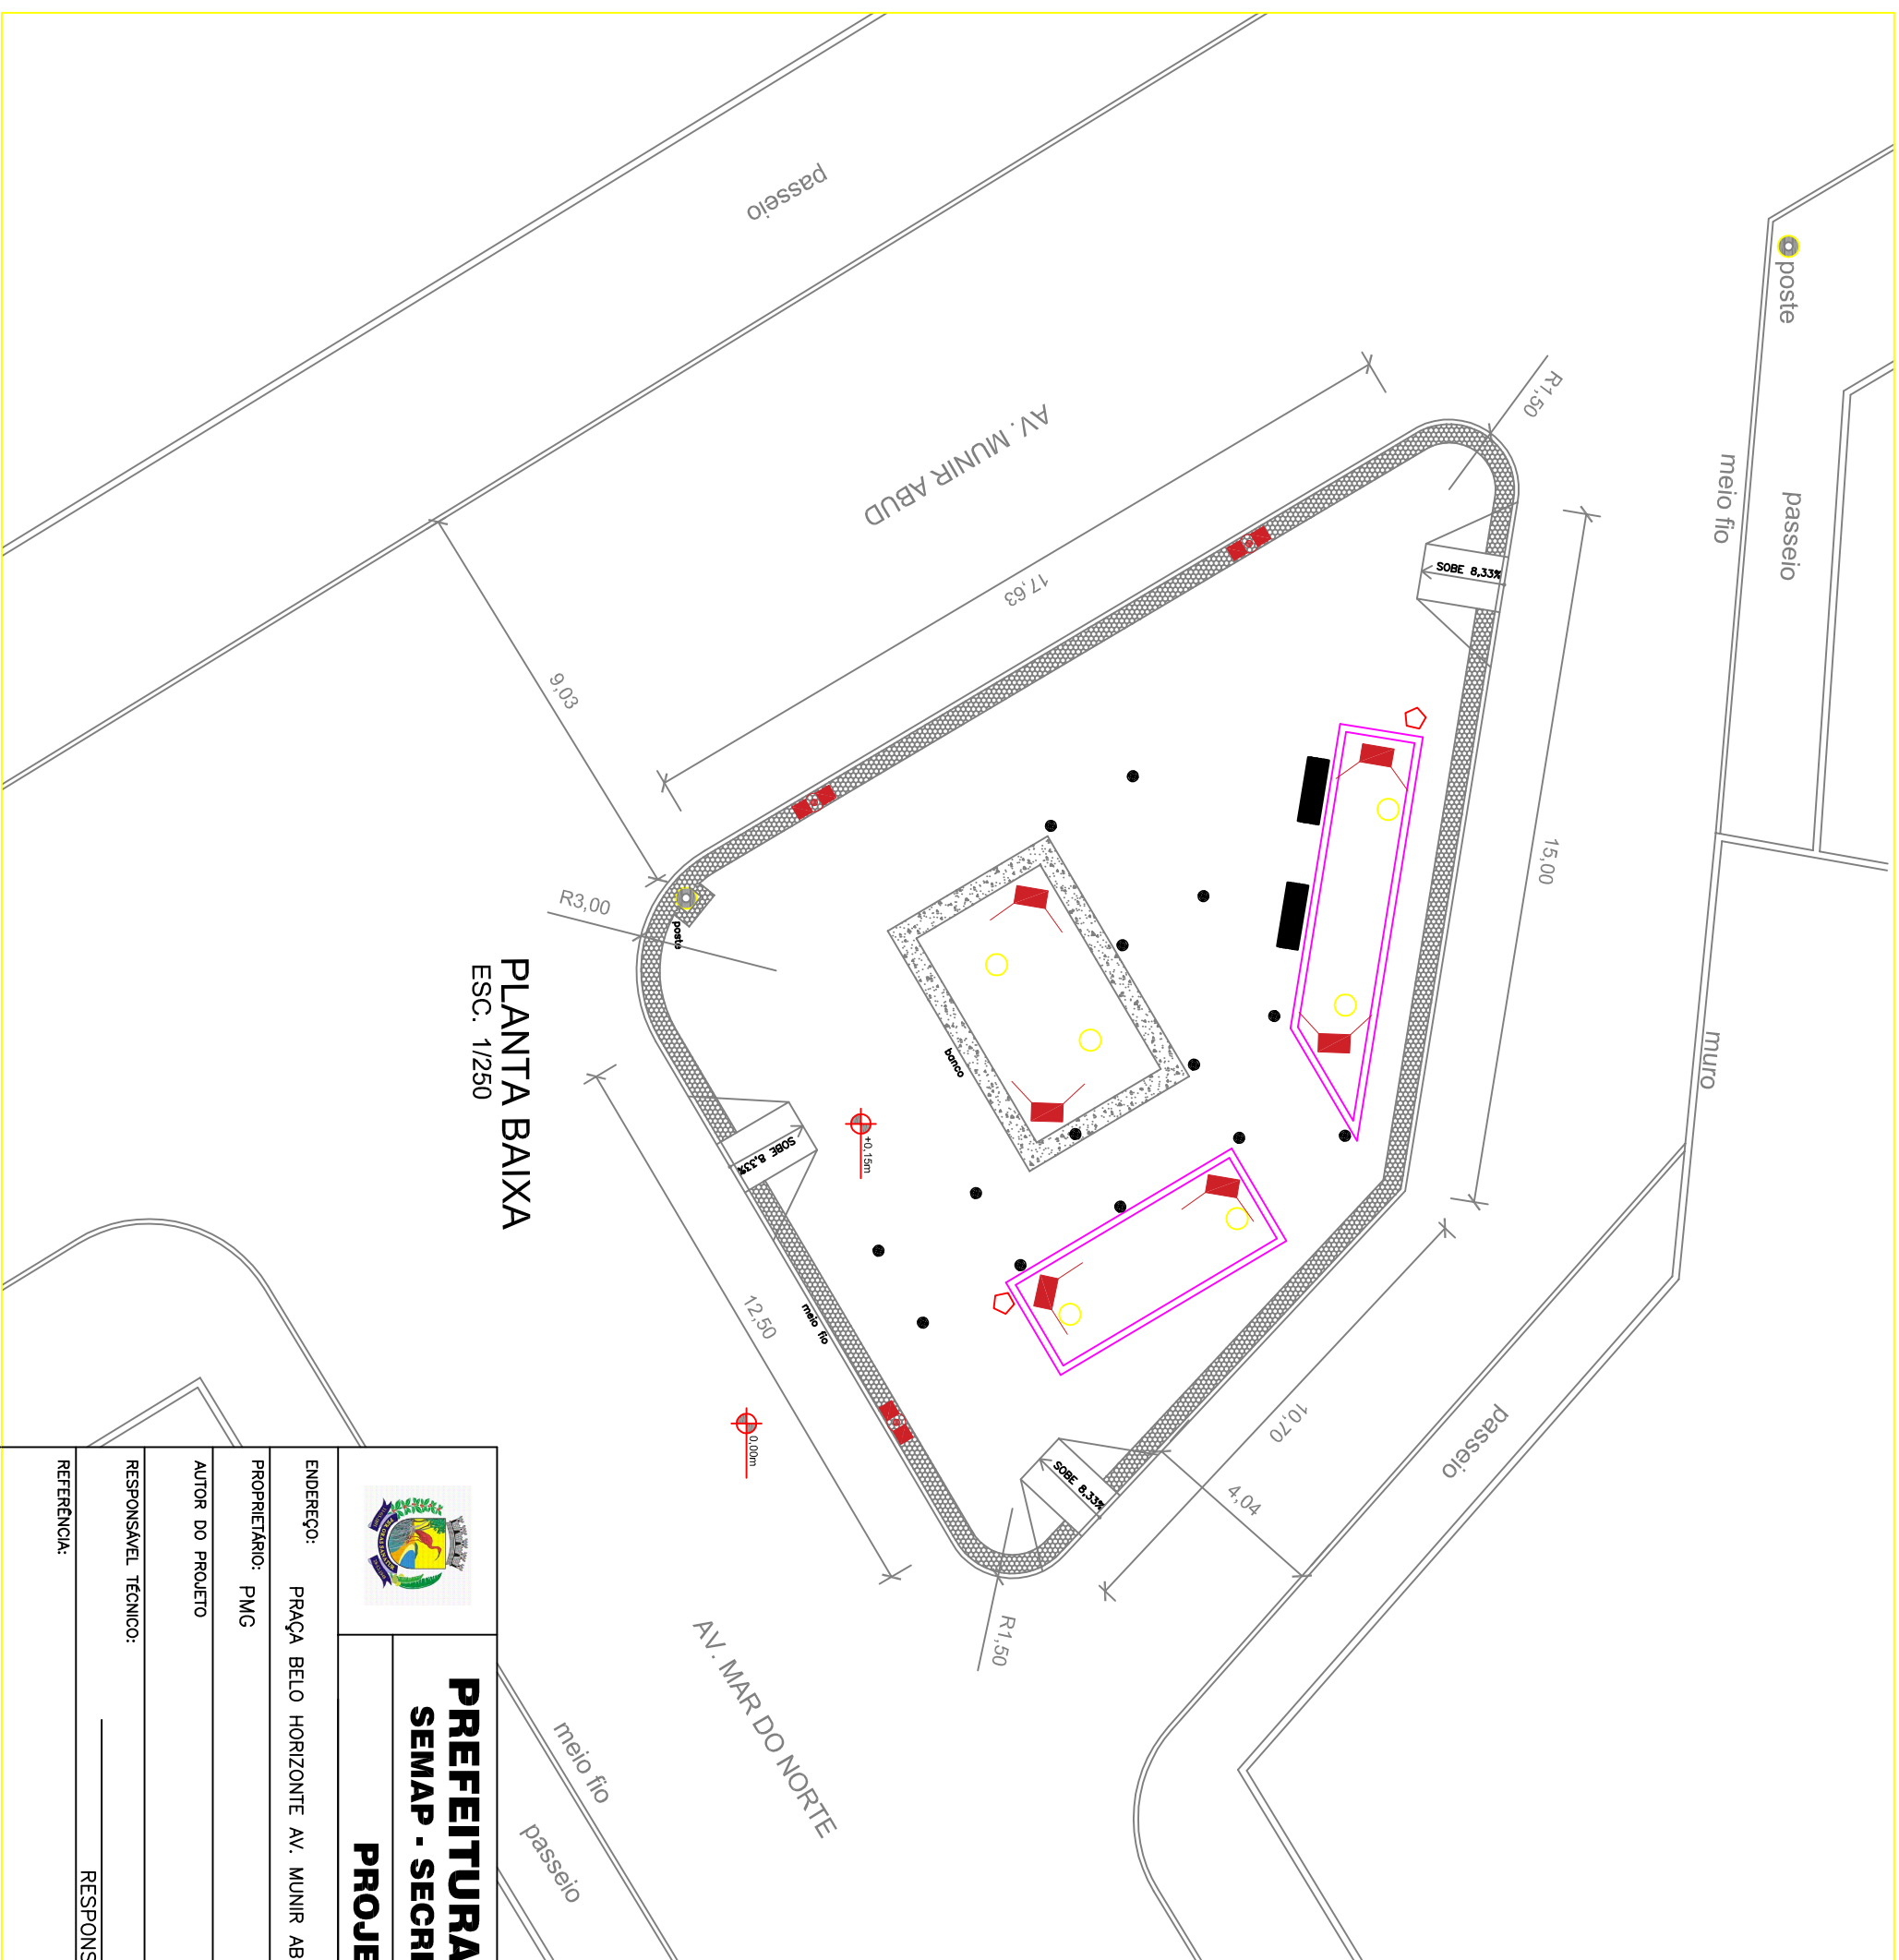 passeio
poste
R1,50
AV. MUNIR ABUD
meio fio
passeio
SOBE 8,33%
17,63
9,03
15,00
R3,00
poste
PLANTA BAIXA
ESC. 1/250
banco
muro
+0,15m
SOBE 8,33%
12,50
meio fio
0,00m
10,70
passeio
SOBE 8,33%
4,04
R1,50
AV. MAR DO NORTE
meio fio
passeio
PREFEITURA
SEMAP - SECRE
PROJE
ENDEREÇO:
PRAÇA BELO HORIZONTE AV. MUNIR AB
PROPRIETÁRIO: PMG
AUTOR DO PROJETO
RESPONSÁVEL TÉCNICO:
RESPONS
REFERÊNCIA: